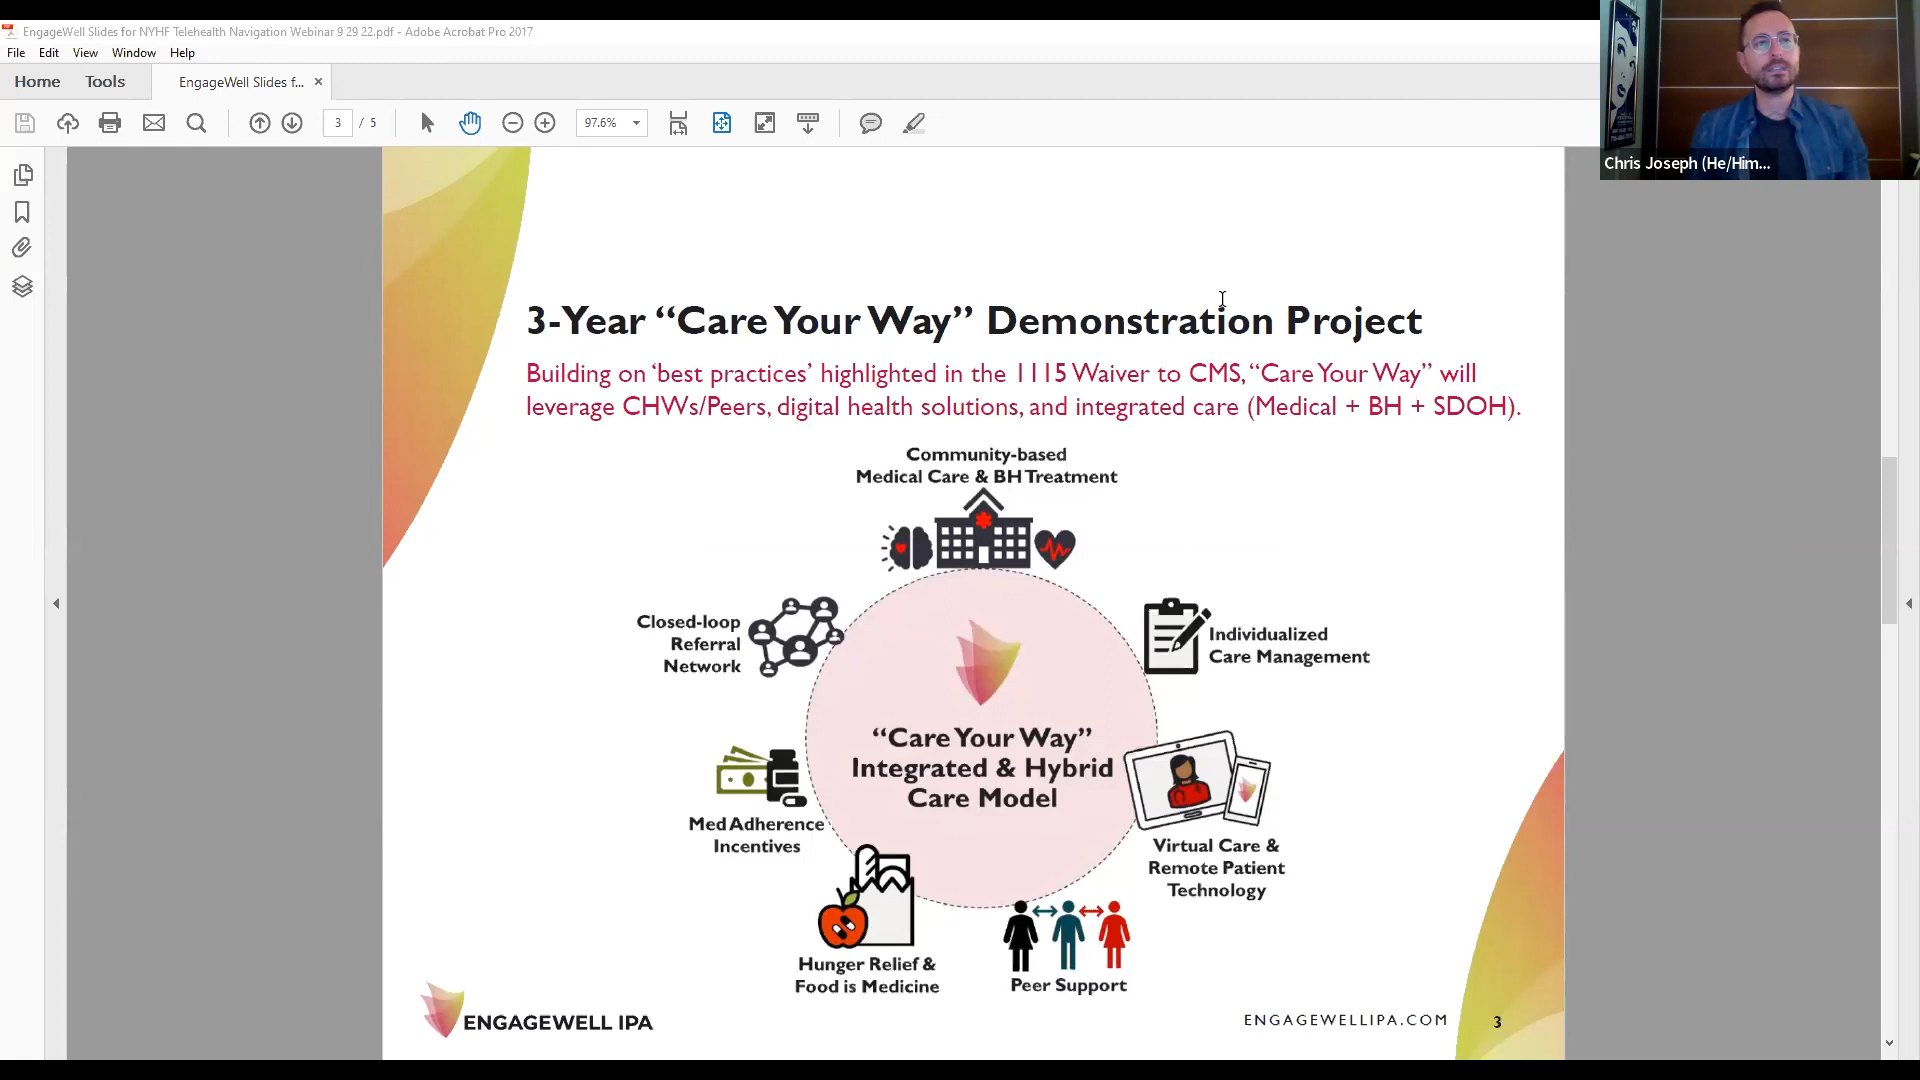 EngageWell Slides for NYHF Telehealth Navigation Webinar 9 29 22.pdf - Adobe Acrobat Pro 2017
File Edit View Window Help
Home Tools EngageWell Slides f... ×
3 / 5 97.6%
Chris Joseph (He/Him...
3-Year “Care Your Way” Demonstration Project
Building on ‘best practices’ highlighted in the 1115 Waiver to CMS, “Care Your Way” will
leverage CHWs/Peers, digital health solutions, and integrated care (Medical + BH + SDOH).
Community-based
Medical Care & BH Treatment
Closed-loop
Referral
Network
Individualized
Care Management
“Care Your Way”
Integrated & Hybrid
Care Model
Med Adherence
Incentives
Virtual Care &
Remote Patient
Technology
Hunger Relief &
Food is Medicine
Peer Support
ENGAGEWELL IPA
ENGAGEWELLIPA.COM 3